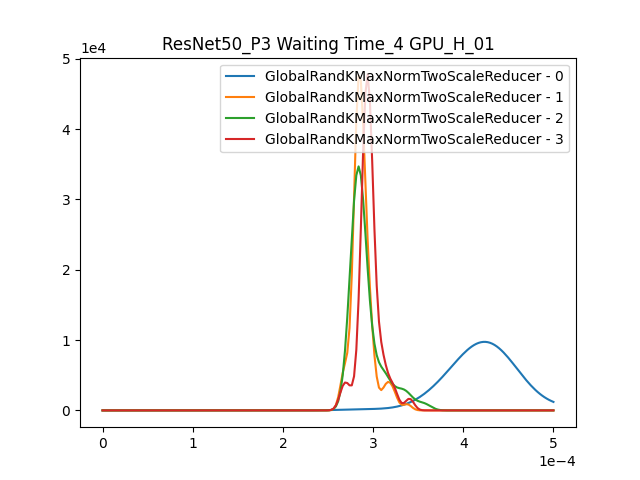 ResNet50_P3 Waiting Time_4 GPU_H_01
1e4
GlobalRandKMaxNormTwoScaleReducer - 0
GlobalRandKMaxNormTwoScaleReducer - 1
GlobalRandKMaxNormTwoScaleReducer - 2
GlobalRandKMaxNormTwoScaleReducer - 3
5
4
3
2
1
0
0 1 2 3 4 5
1e−4